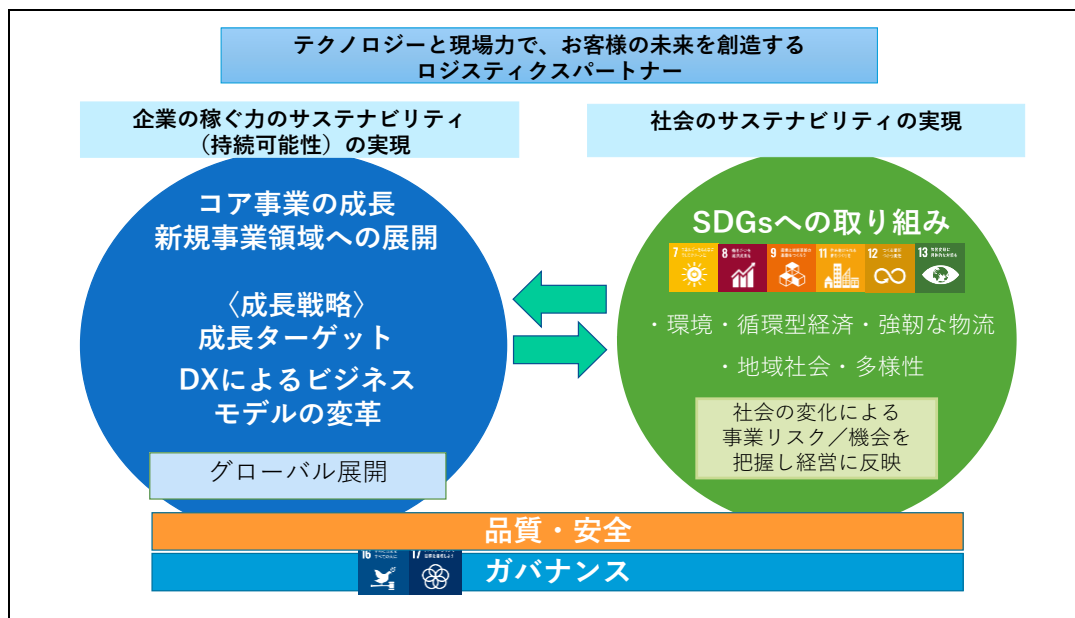 テクノロジーと現場力で、お客様の未来を創造する
ロジスティクスパートナー
企業の稼ぐ力のサステナビリティ
（持続可能性）の実現
コア事業の成長
新規事業領域への展開
〈成長戦略〉
成長ターゲット
DXによるビジネス
モデルの変革
グローバル展開
社会のサステナビリティの実現
SDGsへの取り組み
7
8
9
11
12
13
・環境・循環型経済・強靭な物流
・地域社会・多様性
社会の変化による
事業リスク／機会を
把握し経営に反映
品質・安全
16
17
ガバナンス